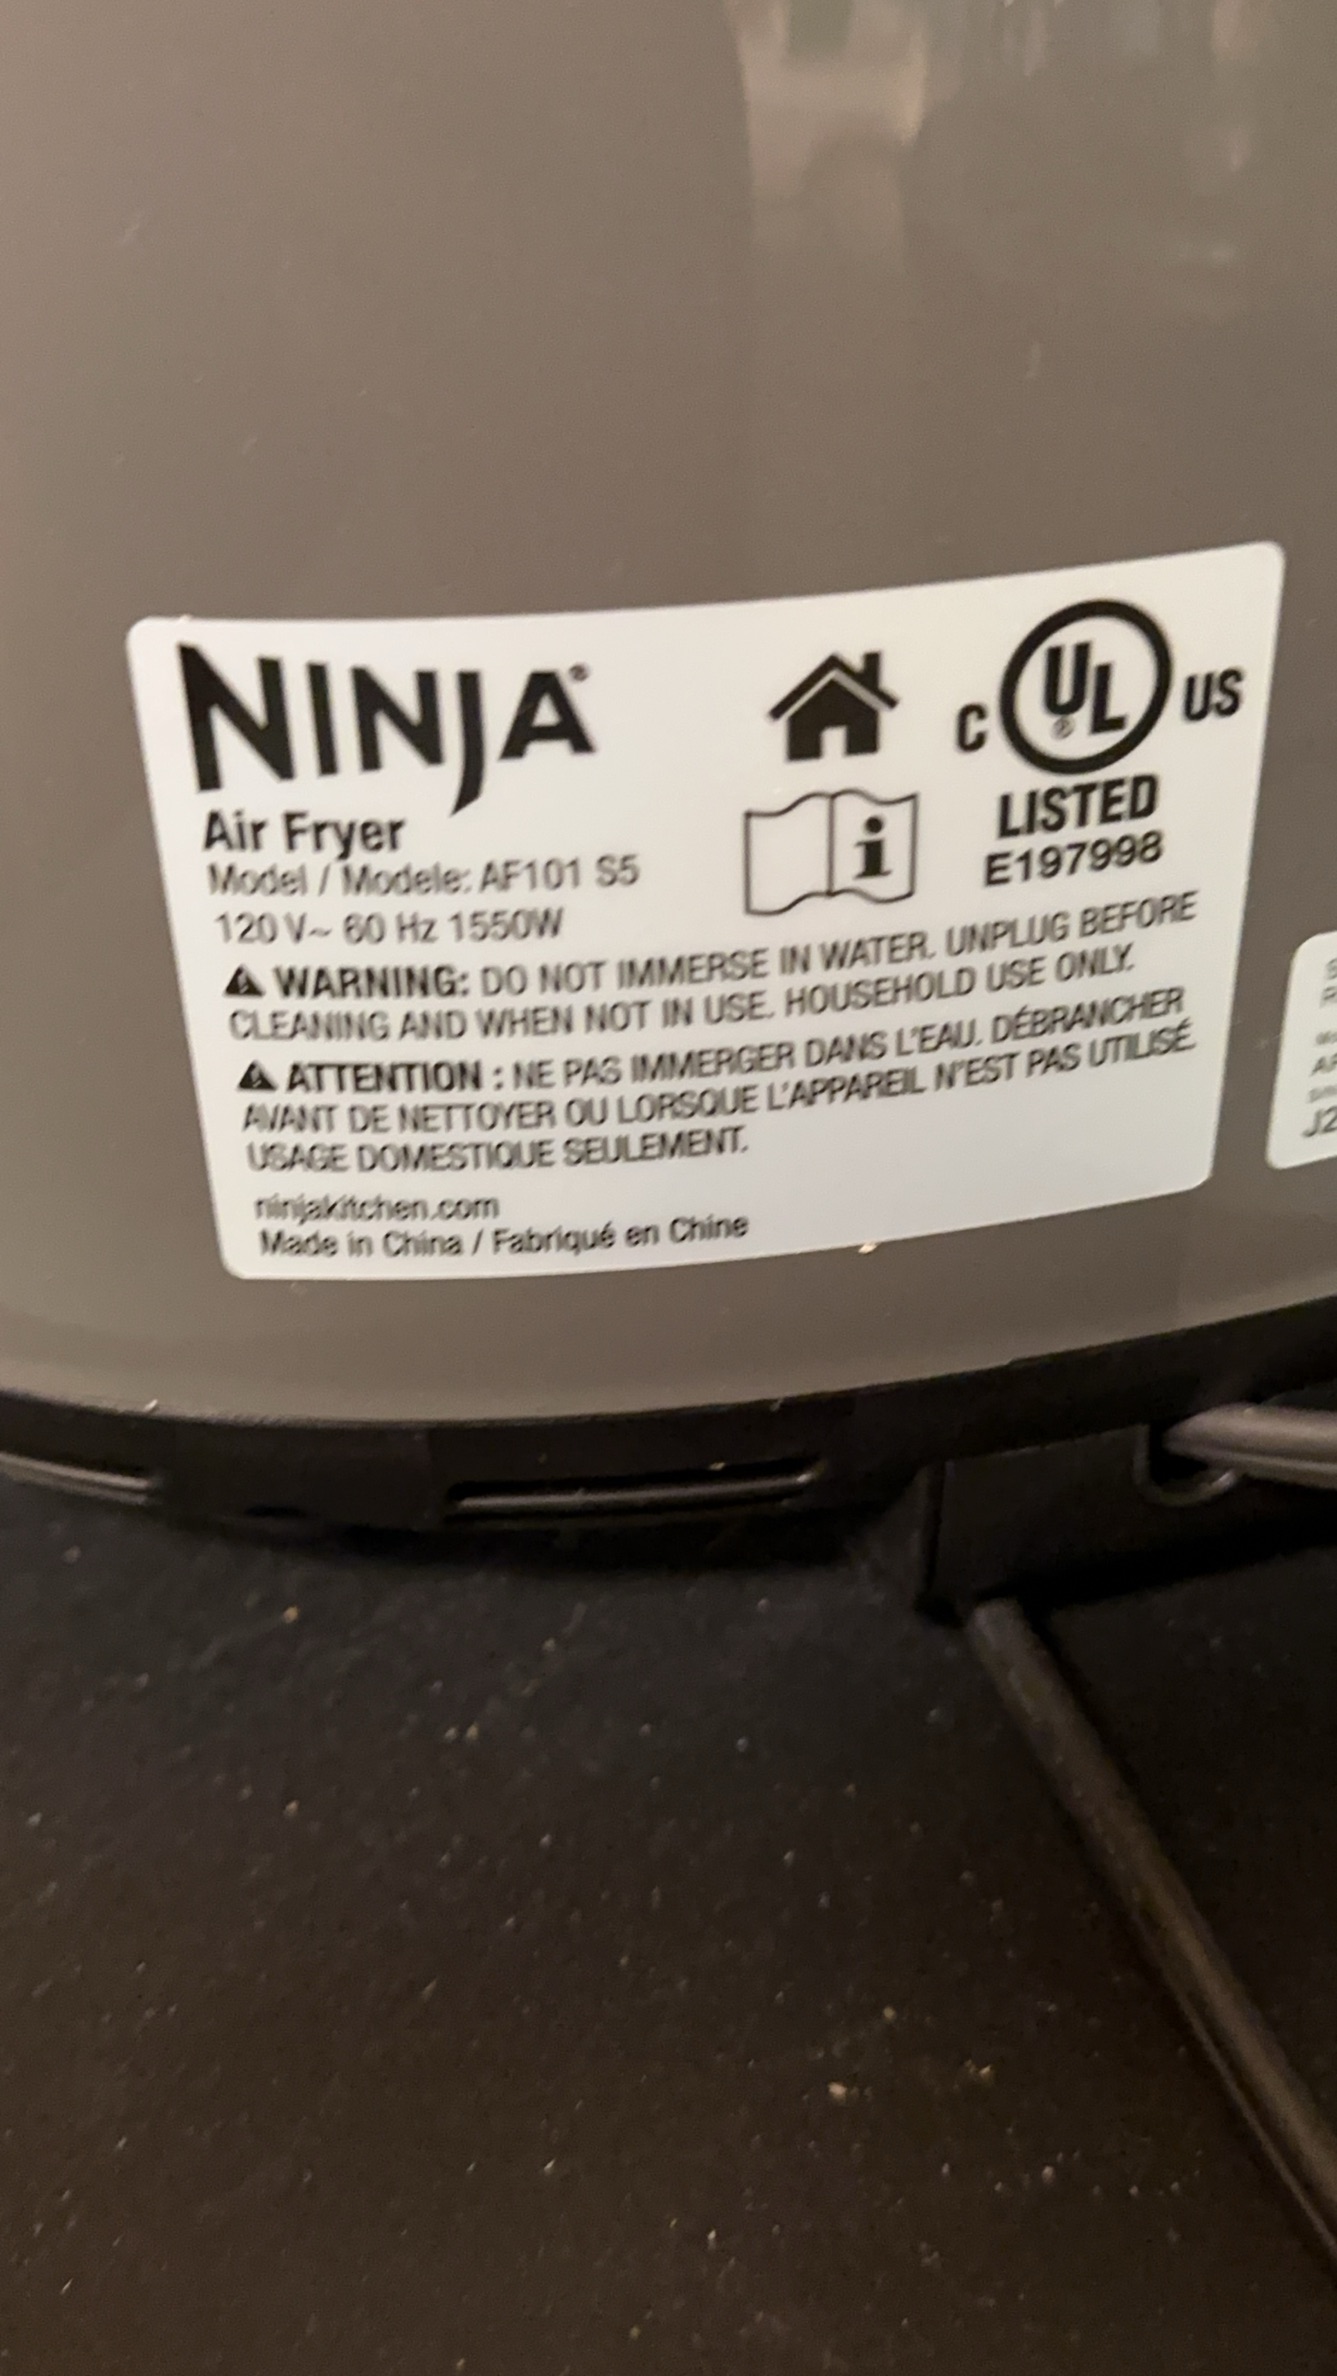 NINJA®
Air Fryer
Model / Modele: AF101 S5
120 V~ 60 Hz 1550W
C UL® US
LISTED
E197998
WARNING: DO NOT IMMERSE IN WATER. UNPLUG BEFORE
CLEANING AND WHEN NOT IN USE. HOUSEHOLD USE ONLY.
ATTENTION : NE PAS IMMERGER DANS L'EAU. DÉBRANCHER
AVANT DE NETTOYER OU LORSQUE L'APPAREIL N'EST PAS UTILISÉ.
USAGE DOMESTIQUE SEULEMENT.
ninjakitchen.com
Made in China / Fabriqué en Chine
J2